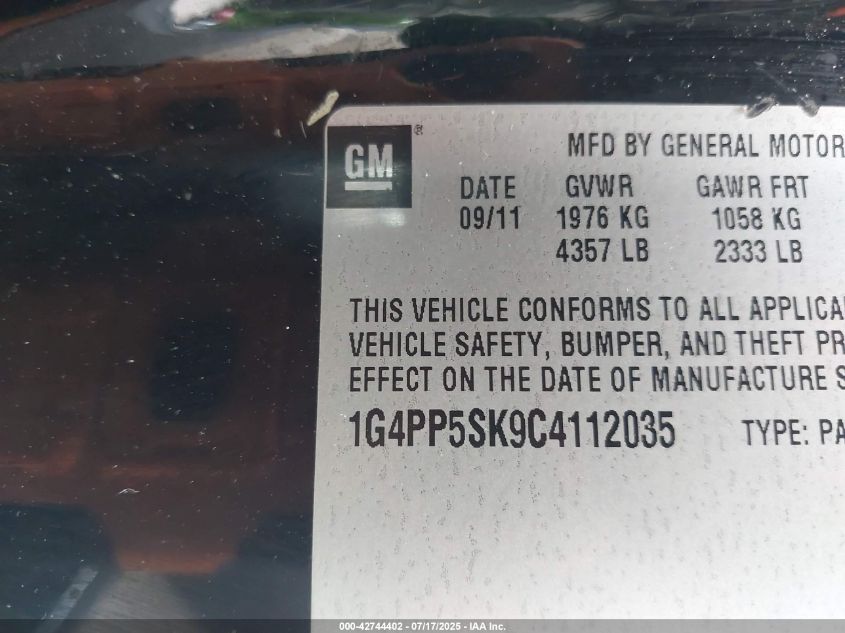 GM ® MFD BY GENERAL MOTOR
DATE GVWR GAWR FRT
09/11 1976 KG 1058 KG
4357 LB 2333 LB
THIS VEHICLE CONFORMS TO ALL APPLICA
VEHICLE SAFETY, BUMPER, AND THEFT PR
EFFECT ON THE DATE OF MANUFACTURE S
1G4PP5SK9C4112035 TYPE: PA
000-42744402 - 07/17/2025 - IAA Inc.